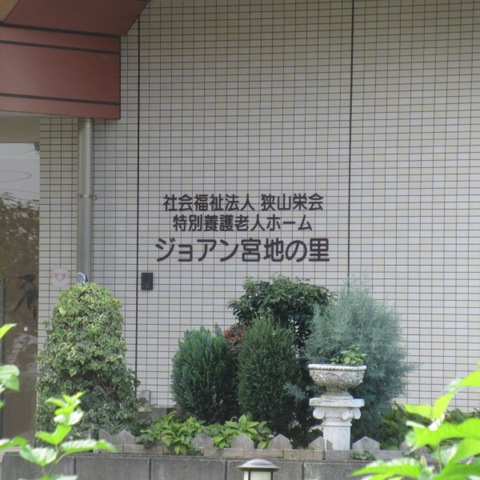 社会福祉法人 狭山栄会
特別養護老人ホーム
ジョアン宮地の里